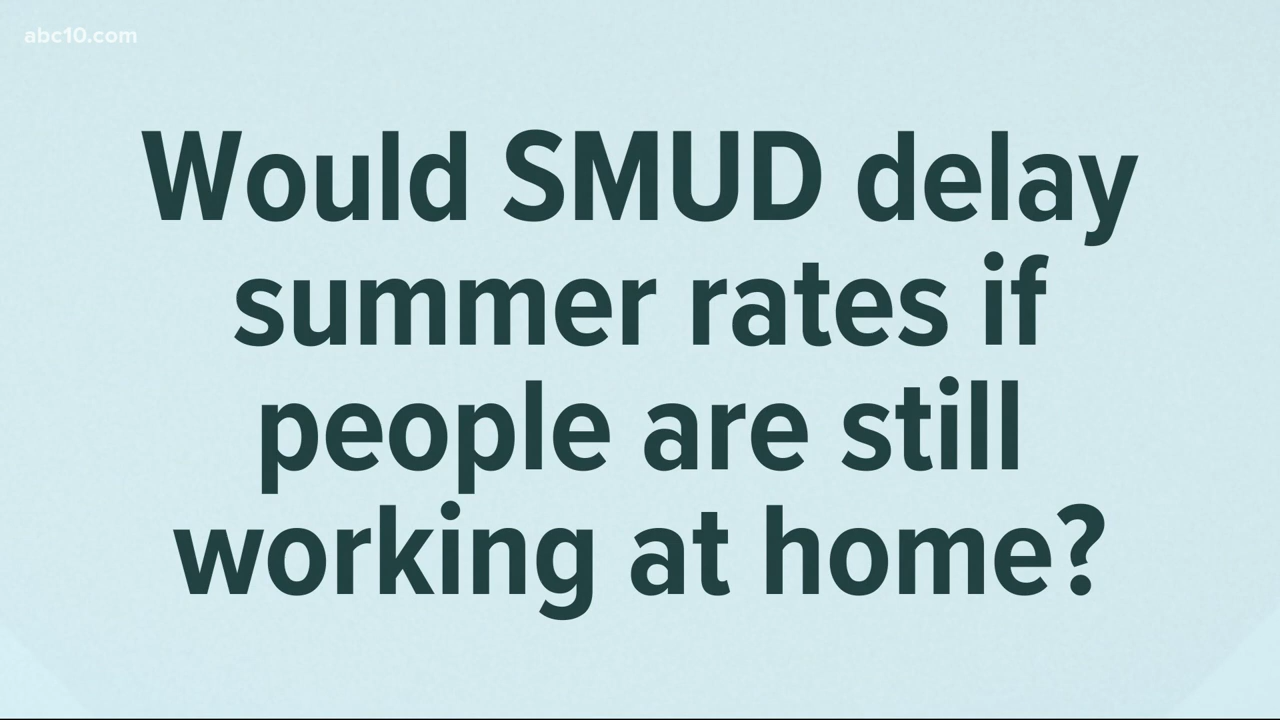 abc10.com
Would SMUD delay
summer rates if
people are still
working at home?